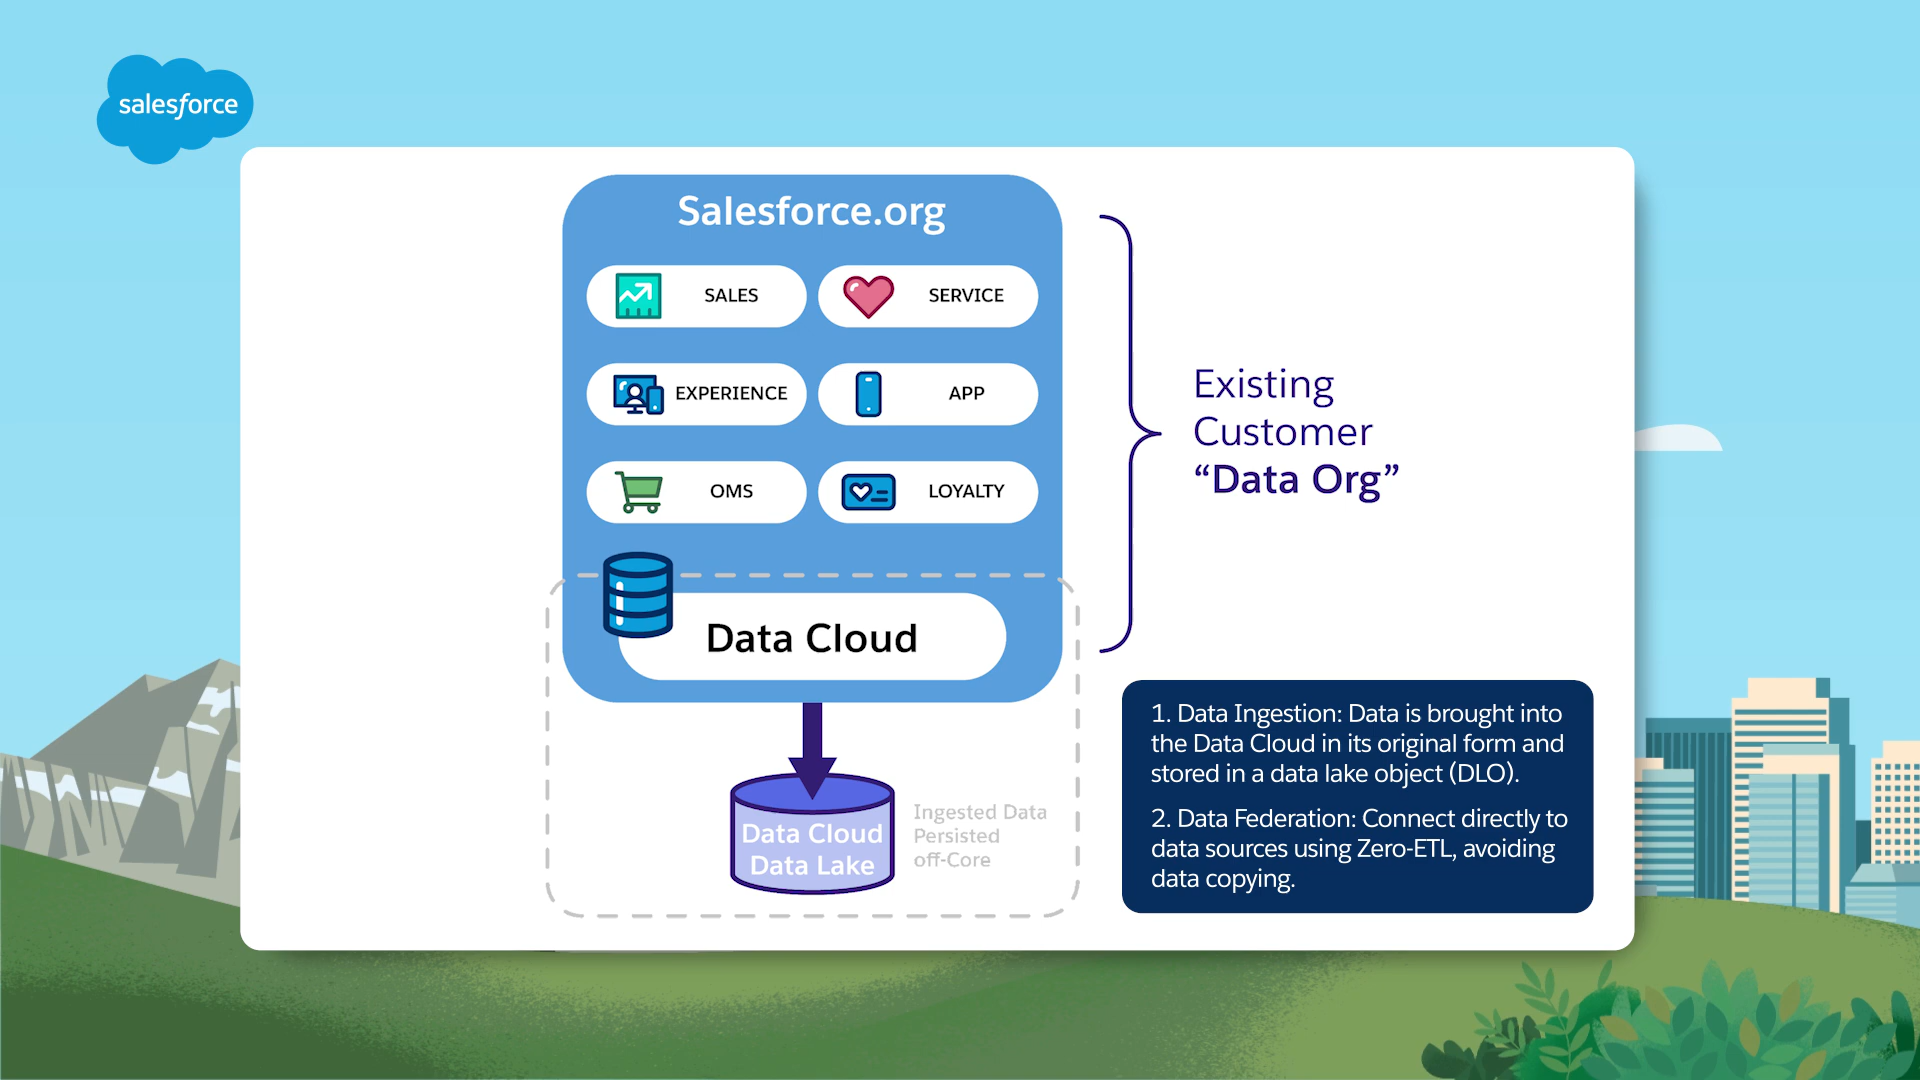 salesforce
Salesforce.org
SALES
SERVICE
EXPERIENCE
APP
OMS
LOYALTY
Data Cloud
Data Cloud
Data Lake
Ingested Data
Persisted
off-Core
Existing
Customer
“Data Org”
1. Data Ingestion: Data is brought into
the Data Cloud in its original form and
stored in a data lake object (DLO).
2. Data Federation: Connect directly to
data sources using Zero-ETL, avoiding
data copying.